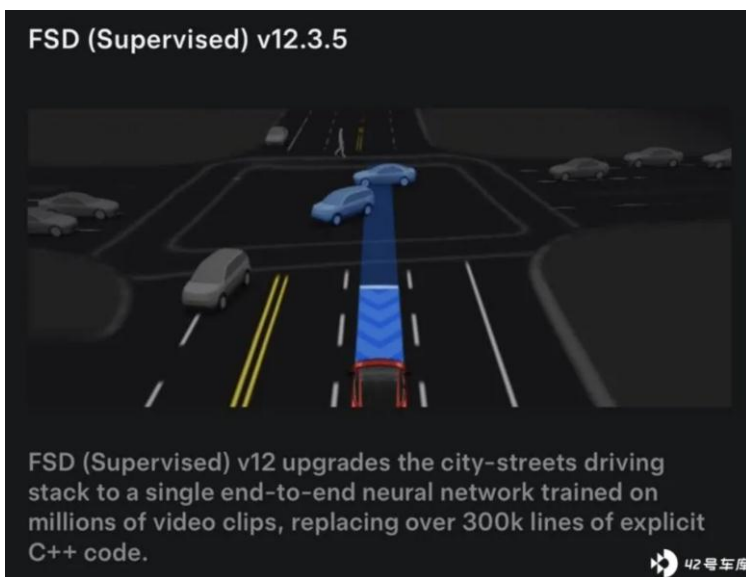 FSD (Supervised) v12.3.5
FSD (Supervised) v12 upgrades the city-streets driving
stack to a single end-to-end neural network trained on
millions of video clips, replacing over 300k lines of explicit
C++ code.
42号车库